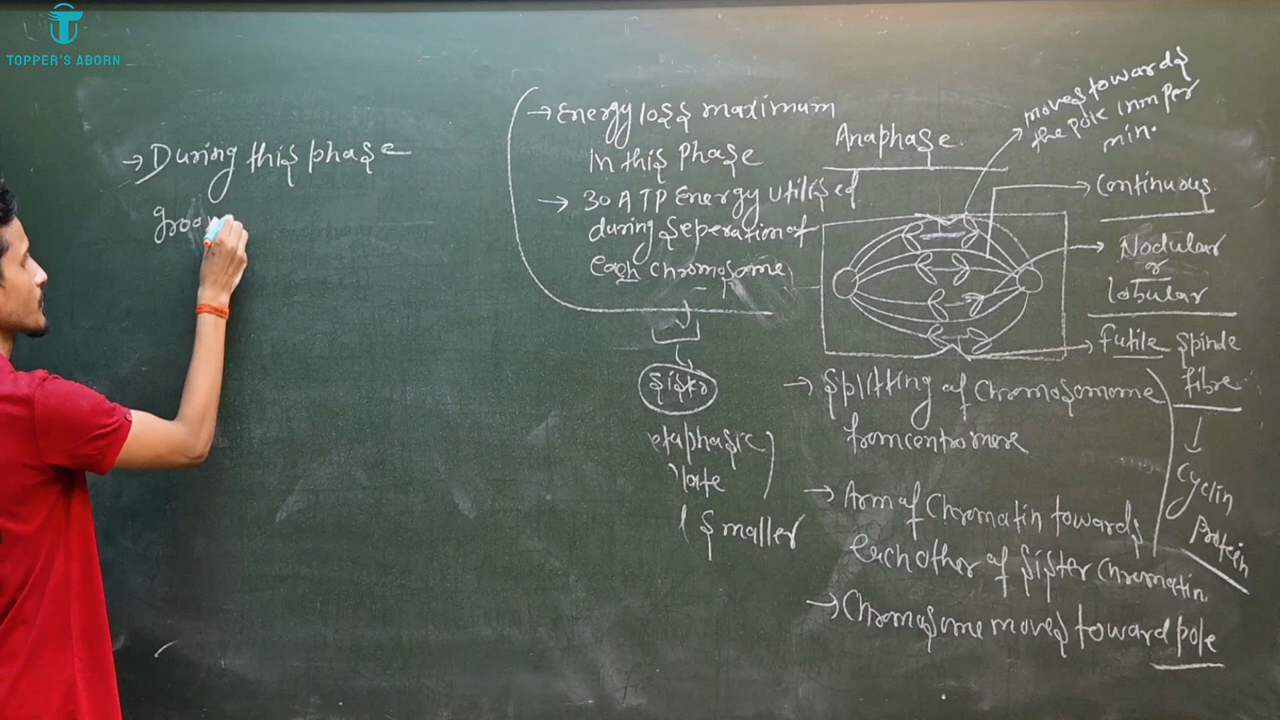 TOPPER'S ABORN
→ During this phase
groo
→ Energy loss maximum
In this Phase
→ 30 ATP Energy utilised
during seperation of
each chromosome
sister
etaphasic
late
smaller
Anaphase
moves towards
the pole 1nm per
min.
Continuous
Nodular
or
lobular
futile spinde
fibre
cyclin
protein
→ Splitting of Chromosomome
from centromere
→ Arm of Chromatin towards
each other of sister chromatin
→ Chromosome moves toward pole